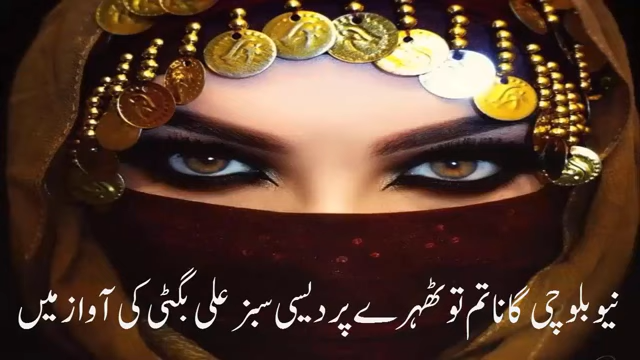 نیو بلوچی گانا تم تو ٹھہرے پردیسی سبز علی بگٹی کی آواز میں